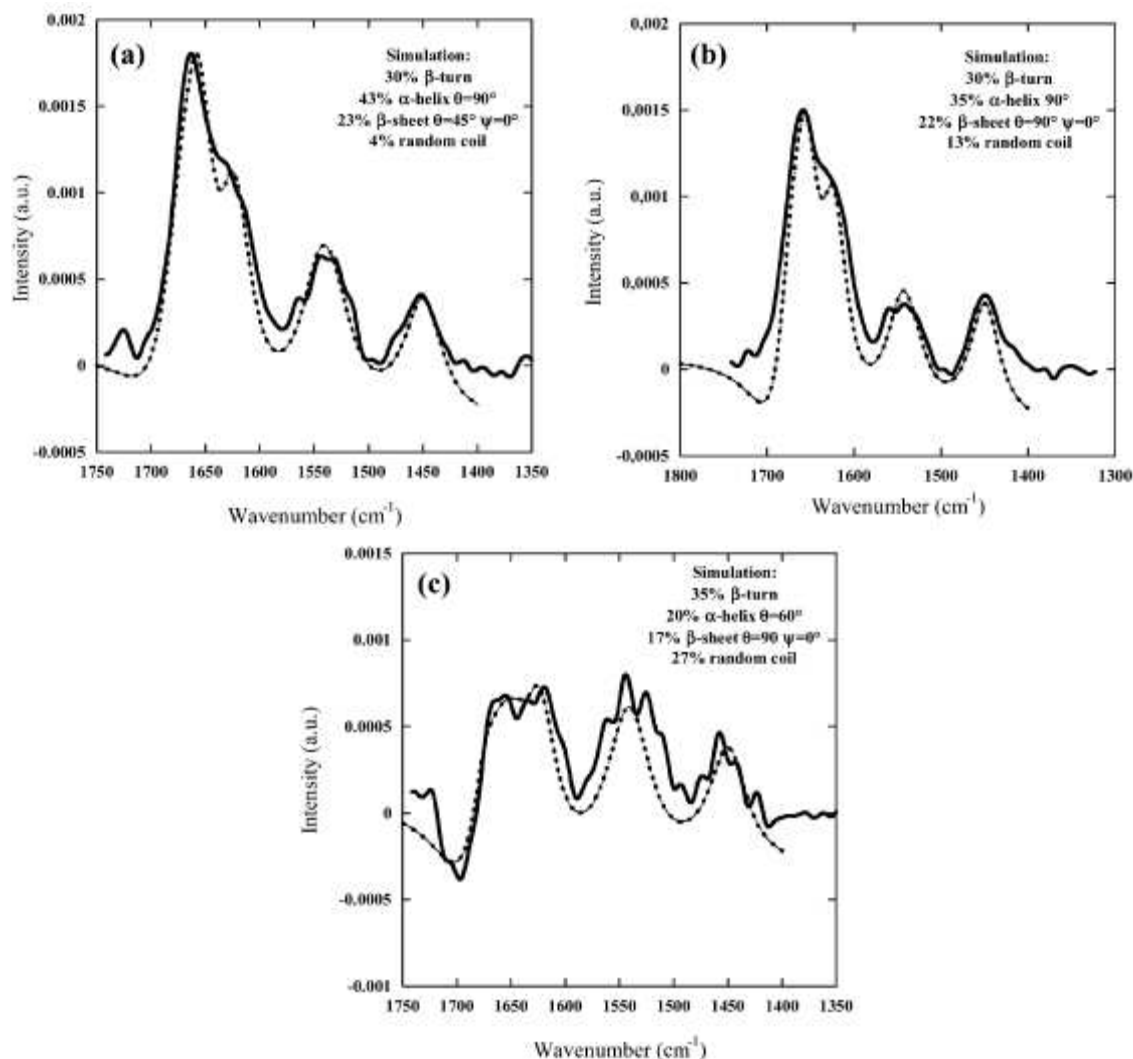 (a)
Simulation:
30% β-turn
43% α-helix θ=90°
23% β-sheet θ=45° ψ=0°
4% random coil
0.002
0.0015
0.001
0.0005
0
-0.0005
Intensity (a.u.)
1750 1700 1650 1600 1550 1500 1450 1400 1350
Wavenumber (cm⁻¹)
(b)
Simulation:
30% β-turn
35% α-helix 90°
22% β-sheet θ=90° ψ=0°
13% random coil
0,002
0,0015
0,001
0,0005
0
-0,0005
Intensity (a.u.)
1800 1700 1600 1500 1400 1300
Wavenumber (cm⁻¹)
(c)
Simulation:
35% β-turn
20% α-helix θ=60°
17% β-sheet θ=90 ψ=0°
27% random coil
0.0015
0.001
0.0005
0
-0.0005
-0.001
Intensity (a.u.)
1750 1700 1650 1600 1550 1500 1450 1400 1350
Wavenumber (cm⁻¹)